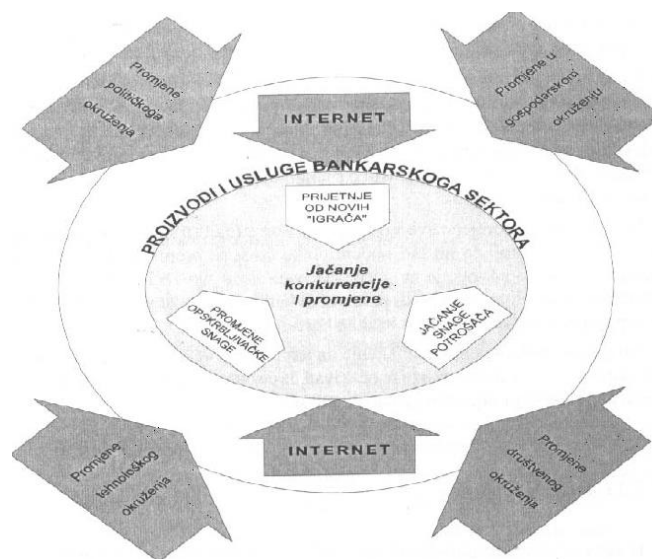 Promjene
političkoga
okruženja
Promjene u
gospodarskom
okruženju
INTERNET
PROIZVODI I USLUGE BANKARSKOGA SEKTORA
PRIJETNJE
OD NOVIH
"IGRAČA"
Jačanje
konkurencije
i promjene
PROMJENE
OPSKRBLJIVAČKE
SNAGE
JAČANJE
SNAGE
POTROŠAČA
INTERNET
Promjene
tehnološkog
okruženja
Promjene
društvenog
okruženja